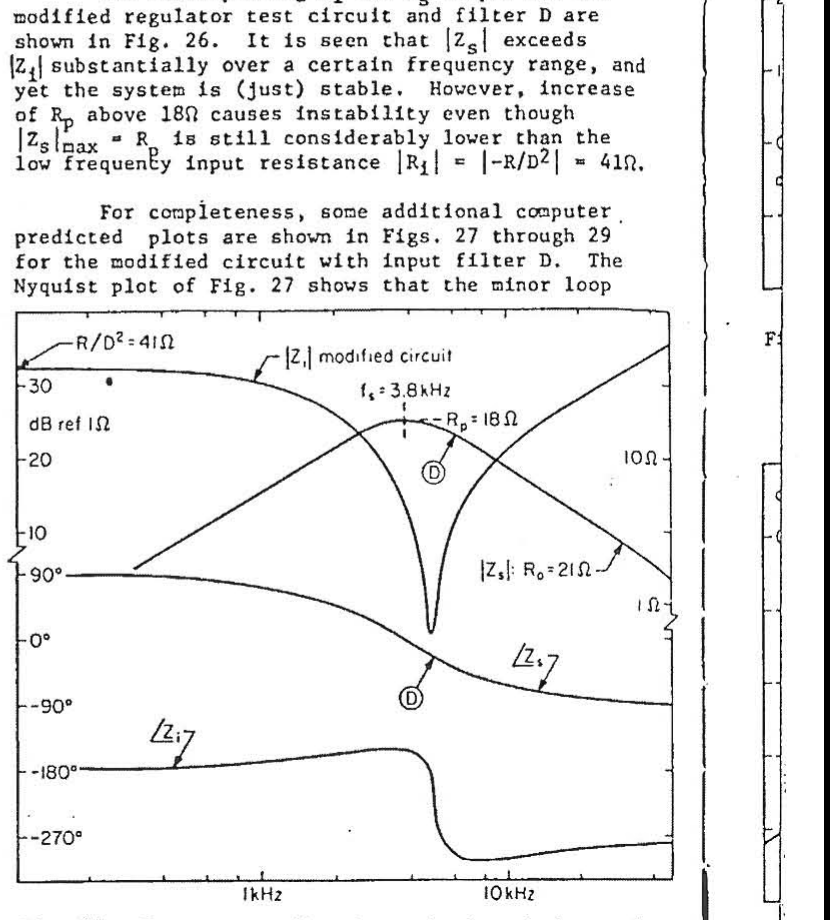 modified regulator test circuit and filter D are
shown in Fig. 26. It is seen that |Zs| exceeds
|Zi| substantially over a certain frequency range, and
yet the system is (just) stable. However, increase
of Rp above 18Ω causes instability even though
|Zs|max = Rp is still considerably lower than the
low frequency input resistance |Ri| = |-R/D²| = 41Ω.
For completeness, some additional computer
predicted plots are shown in Figs. 27 through 29
for the modified circuit with input filter D. The
Nyquist plot of Fig. 27 shows that the minor loop
R/D²=41Ω
|Zi| modified circuit
30
fs=3.8kHz
Rp=18Ω
dB ref 1Ω
20
D
10Ω
10
|Zs|: Ro=21Ω
90°
1Ω
0°
∠Zs
D
-90°
∠Zi
-180°
-270°
1kHz
10kHz